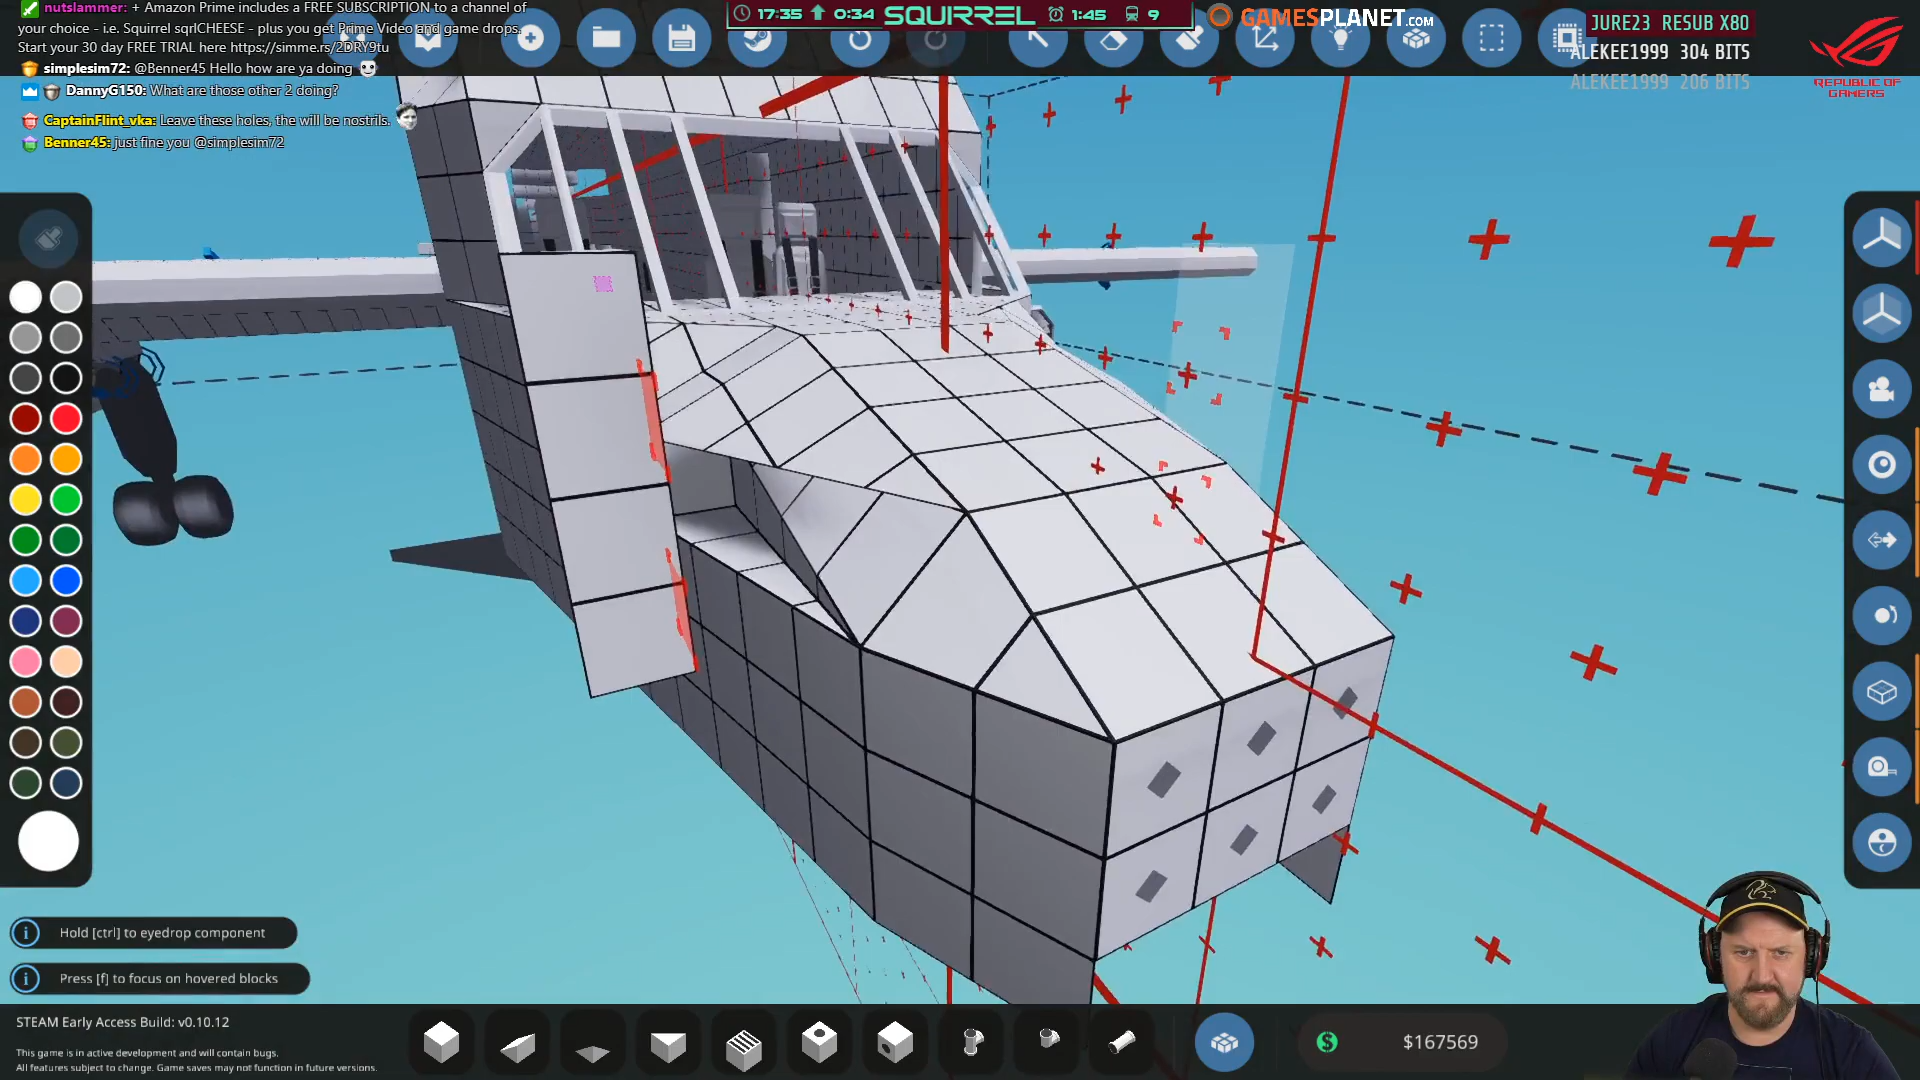 nutslammer: + Amazon Prime includes a FREE SUBSCRIPTION to a channel of
your choice - i.e. Squirrel sqrlCHEESE - plus you get Prime Video and game drops.
Start your 30 day FREE TRIAL here https://simme.rs/2DRY9tu
simplesim72: @Benner45 Hello how are ya doing
DannyG150: What are those other 2 doing?
CaptainFlint_vka: Leave these holes, the will be nostrils.
Benner45: just fine you @simplesim72
17:35 0:34 SQUIRREL 1:45 9
GAMESPLANET.com
JURE23 RESUB X80
ALEKEE1999 304 BITS
ALEKEE1999 206 BITS
REPUBLIC OF
GAMERS
Hold [ctrl] to eyedrop component
Press [f] to focus on hovered blocks
STEAM Early Access Build: v0.10.12
This game is in active development and will contain bugs.
All features subject to change. Game saves may not function in future versions.
$167569